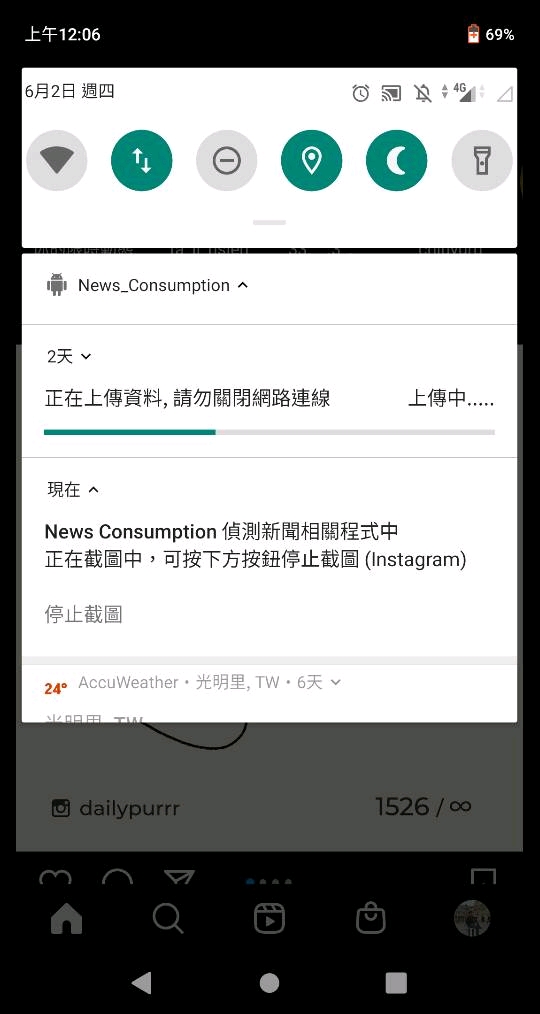 上午12:06
69%
6月2日 週四
4G
News_Consumption
2天
正在上傳資料, 請勿關閉網路連線 上傳中.....
現在
News Consumption 偵測新聞相關程式中
正在截圖中，可按下方按鈕停止截圖 (Instagram)
停止截圖
24° AccuWeather・光明里, TW・6天
光明里, TW
dailypurrr
1526 / ∞